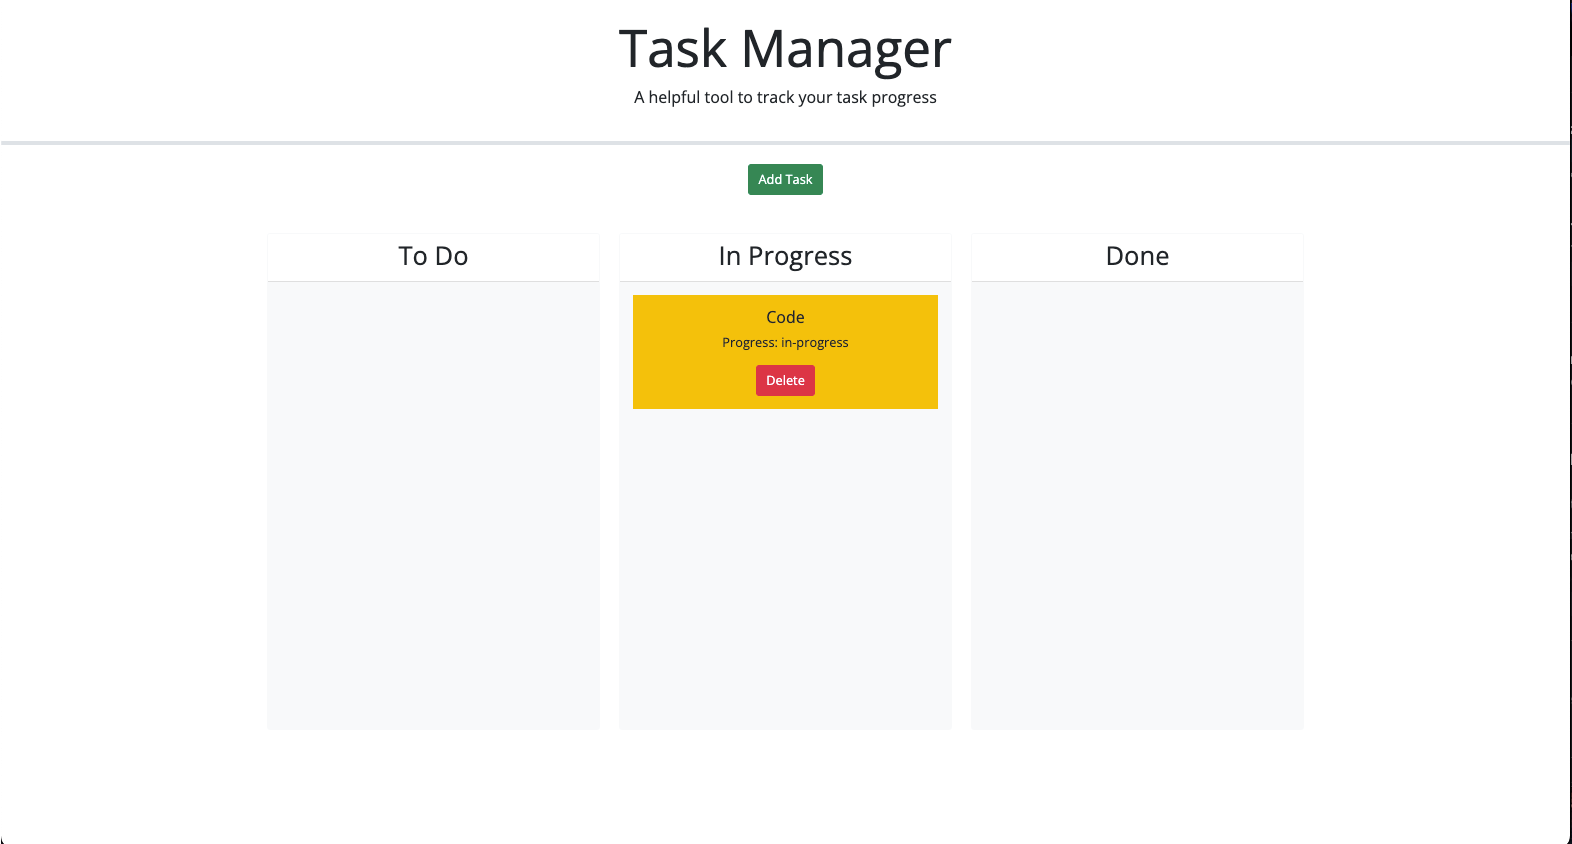 Task Manager
A helpful tool to track your task progress
Add Task
To Do
In Progress
Done
Code
Progress: in-progress
Delete